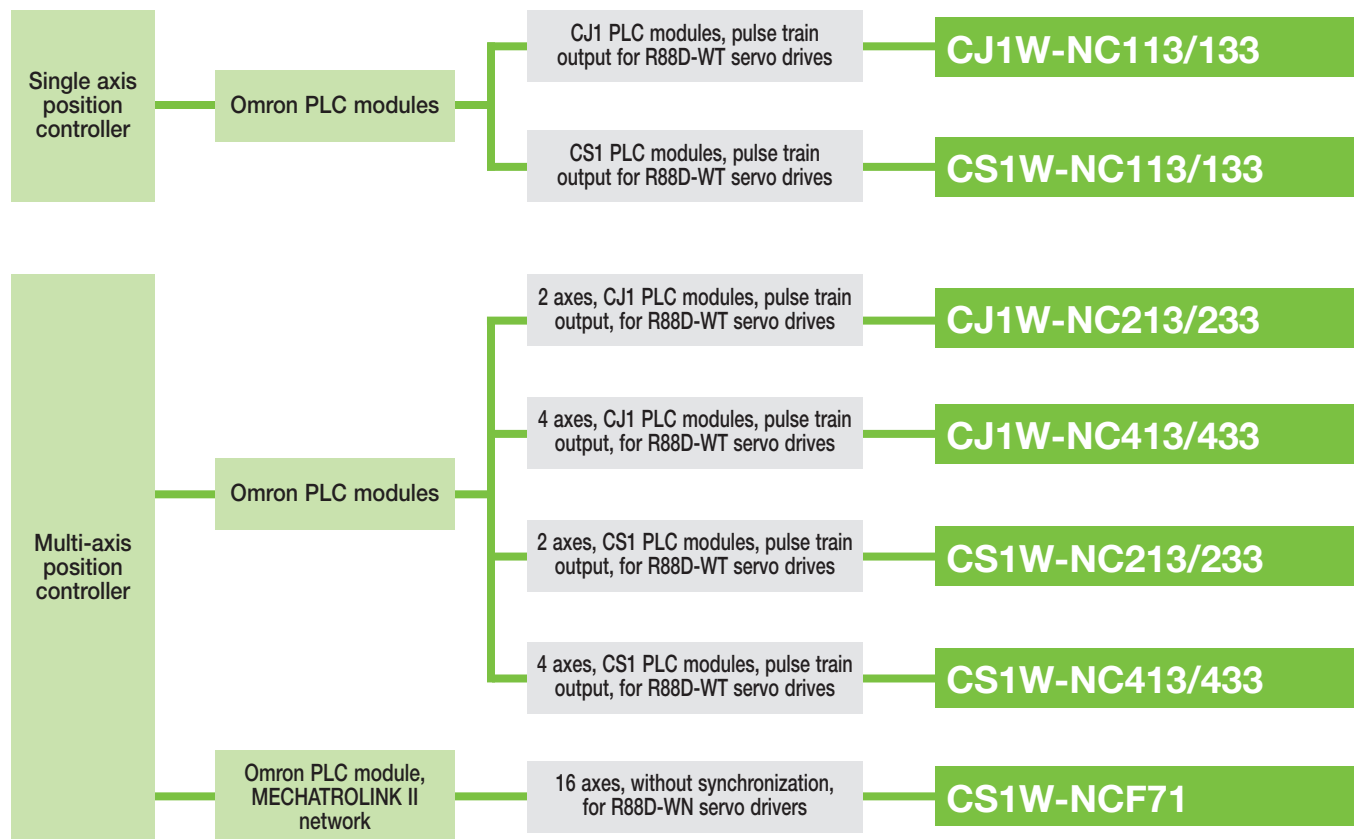 Single axis
position
controller
Omron PLC modules
CJ1 PLC modules, pulse train
output for R88D-WT servo drives
CJ1W-NC113/133
CS1 PLC modules, pulse train
output for R88D-WT servo drives
CS1W-NC113/133
Multi-axis
position
controller
Omron PLC modules
2 axes, CJ1 PLC modules, pulse train
output, for R88D-WT servo drives
CJ1W-NC213/233
4 axes, CJ1 PLC modules, pulse train
output, for R88D-WT servo drives
CJ1W-NC413/433
2 axes, CS1 PLC modules, pulse train
output, for R88D-WT servo drives
CS1W-NC213/233
4 axes, CS1 PLC modules, pulse train
output, for R88D-WT servo drives
CS1W-NC413/433
Omron PLC module,
MECHATROLINK II
network
16 axes, without synchronization,
for R88D-WN servo drivers
CS1W-NCF71